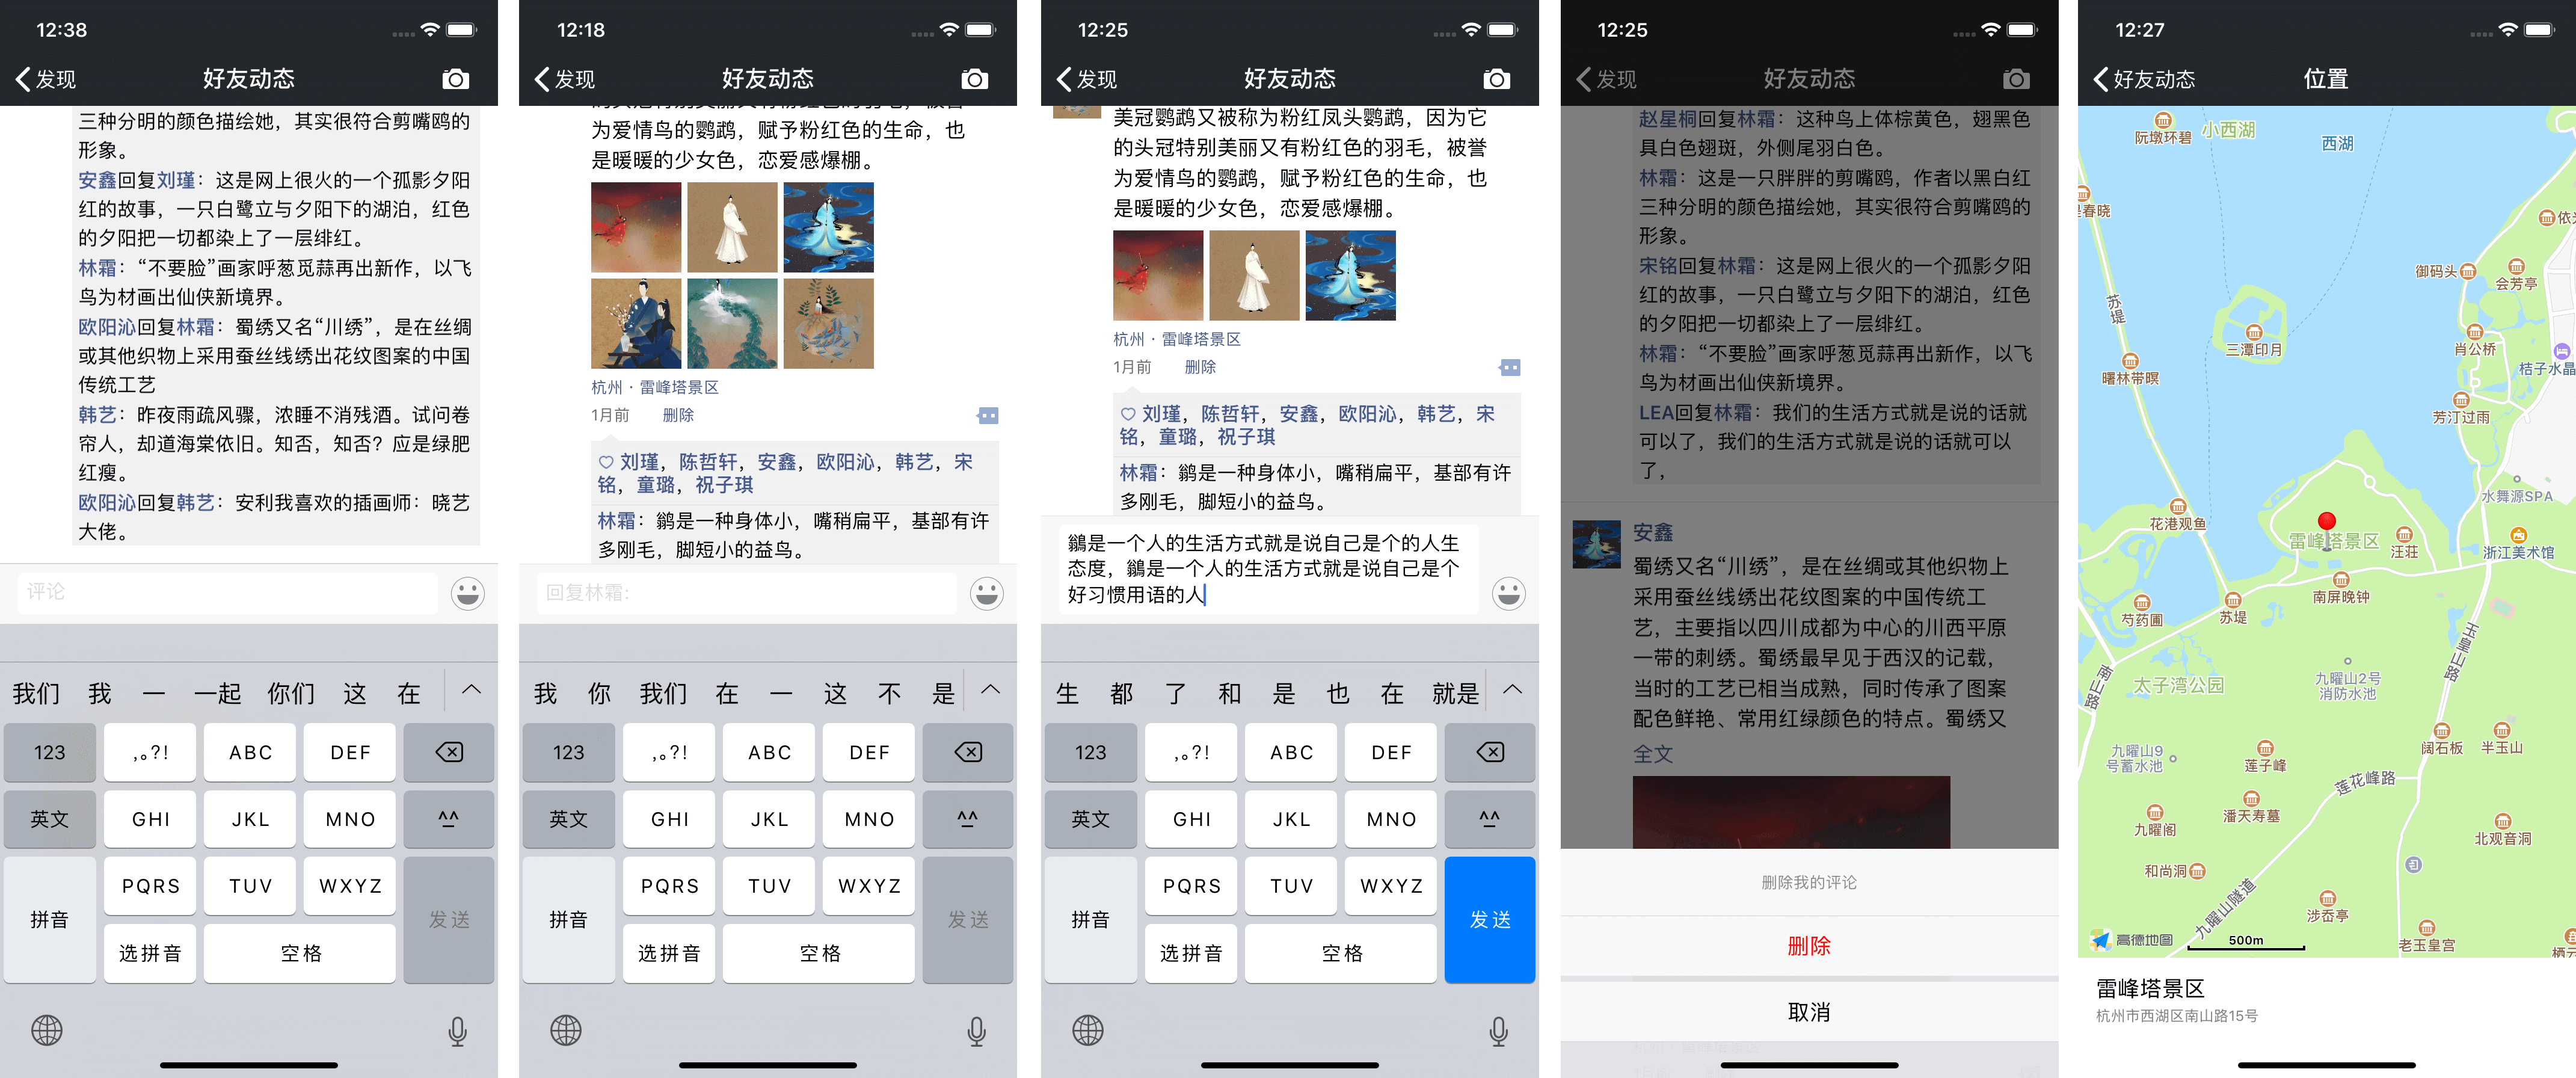 12:38
发现
好友动态
三种分明的颜色描绘她，其实很符合剪嘴鸥的
形象。
安鑫回复刘瑾：这是网上很火的一个孤影夕阳
红的故事，一只白鹭立与夕阳下的湖泊，红色
的夕阳把一切都染上了一层绯红。
林霜：“不要脸”画家呼葱觅蒜再出新作，以飞
鸟为材画出仙侠新境界。
欧阳沁回复林霜：蜀绣又名“川绣”，是在丝绸
或其他织物上采用蚕丝线绣出花纹图案的中国
传统工艺
韩艺：昨夜雨疏风骤，浓睡不消残酒。试问卷
帘人，却道海棠依旧。知否，知否？应是绿肥
红瘦。
欧阳沁回复韩艺：安利我喜欢的插画师：晓艺
大佬。
评论
我们 我 一 一起 你们 这 在
123 ,。?! ABC DEF
英文 GHI JKL MNO ^^
拼音 PQRS TUV WXYZ 发送
选拼音 空格
12:18
发现
好友动态
为爱情鸟的鹦鹉，赋予粉红色的生命，也
是暖暖的少女色，恋爱感爆棚。
杭州 · 雷峰塔景区
1月前 删除
刘瑾，陈哲轩，安鑫，欧阳沁，韩艺，宋
铭，童璐，祝子琪
林霜：鹟是一种身体小，嘴稍扁平，基部有许
多刚毛，脚短小的益鸟。
回复林霜:
我 你 我们 在 一 这 不 是
123 ,。?! ABC DEF
英文 GHI JKL MNO ^^
拼音 PQRS TUV WXYZ 发送
选拼音 空格
12:25
发现
好友动态
美冠鹦鹉又被称为粉红凤头鹦鹉，因为它
的头冠特别美丽又有粉红色的羽毛，被誉
为爱情鸟的鹦鹉，赋予粉红色的生命，也
是暖暖的少女色，恋爱感爆棚。
杭州 · 雷峰塔景区
1月前 删除
刘瑾，陈哲轩，安鑫，欧阳沁，韩艺，宋
铭，童璐，祝子琪
林霜：鹟是一种身体小，嘴稍扁平，基部有许
多刚毛，脚短小的益鸟。
是一个人的生活方式就是说自己是个的人生
态度，是一个人的生活方式就是说自己是个
好习惯用语的人
生 都 了 和 是 也 在 就是
123 ,。?! ABC DEF
英文 GHI JKL MNO ^^
拼音 PQRS TUV WXYZ 发送
选拼音 空格
12:25
发现
好友动态
赵星桐回复林霜：这种鸟上体棕黄色，翅黑色
具白色翅斑，外侧尾羽白色。
林霜：这是一只胖胖的剪嘴鸥，作者以黑白红
三种分明的颜色描绘她，其实很符合剪嘴鸥的
形象。
宋铭回复林霜：这是网上很火的一个孤影夕阳
红的故事，一只白鹭立与夕阳下的湖泊，红色
的夕阳把一切都染上了一层绯红。
林霜：“不要脸”画家呼葱觅蒜再出新作，以飞
鸟为材画出仙侠新境界。
LEA回复林霜：我们的生活方式就是说的话就
可以了，我们的生活方式就是说的话就可以
了，
安鑫
蜀绣又名“川绣”，是在丝绸或其他织物上
采用蚕丝线绣出花纹图案的中国传统工
艺，主要指以四川成都为中心的川西平原
一带的刺绣。蜀绣最早见于西汉的记载，
当时的工艺已相当成熟，同时传承了图案
配色鲜艳、常用红绿颜色的特点。蜀绣又
全文
删除我的评论
删除
取消
12:27
好友动态
位置
阮墩环碧
小西湖
西湖
春晓
御码头
会芳亭
苏堤
三潭印月
肖公桥
桔子水晶
曙林带暝
芳汀过雨
水舞源SPA
花港观鱼
雷峰塔景区
汪庄
浙江美术馆
南屏晚钟
芍药圃
苏堤
玉皇山路
南山路
太子湾公园
九曜山2号
消防水池
九曜山9
号蓄水池
莲子峰
阔石板
半玉山
莲花峰路
九曜阁
潘天寿墓
北观音洞
和尚洞
九曜山隧道
涉岙亭
老玉皇宫
高德地图
500m
雷峰塔景区
杭州市西湖区南山路15号